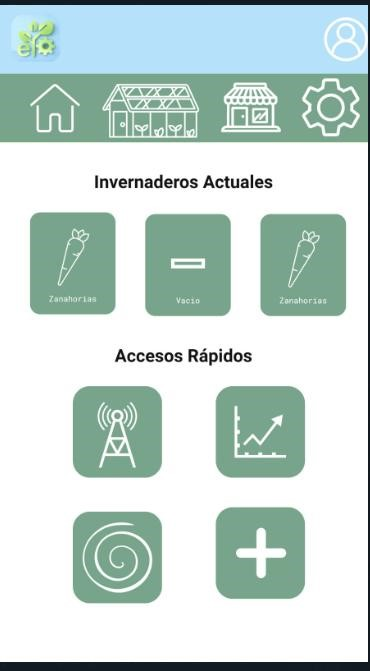 Invernaderos Actuales
Zanahorias
Vacio
Zanahorias
Accesos Rápidos